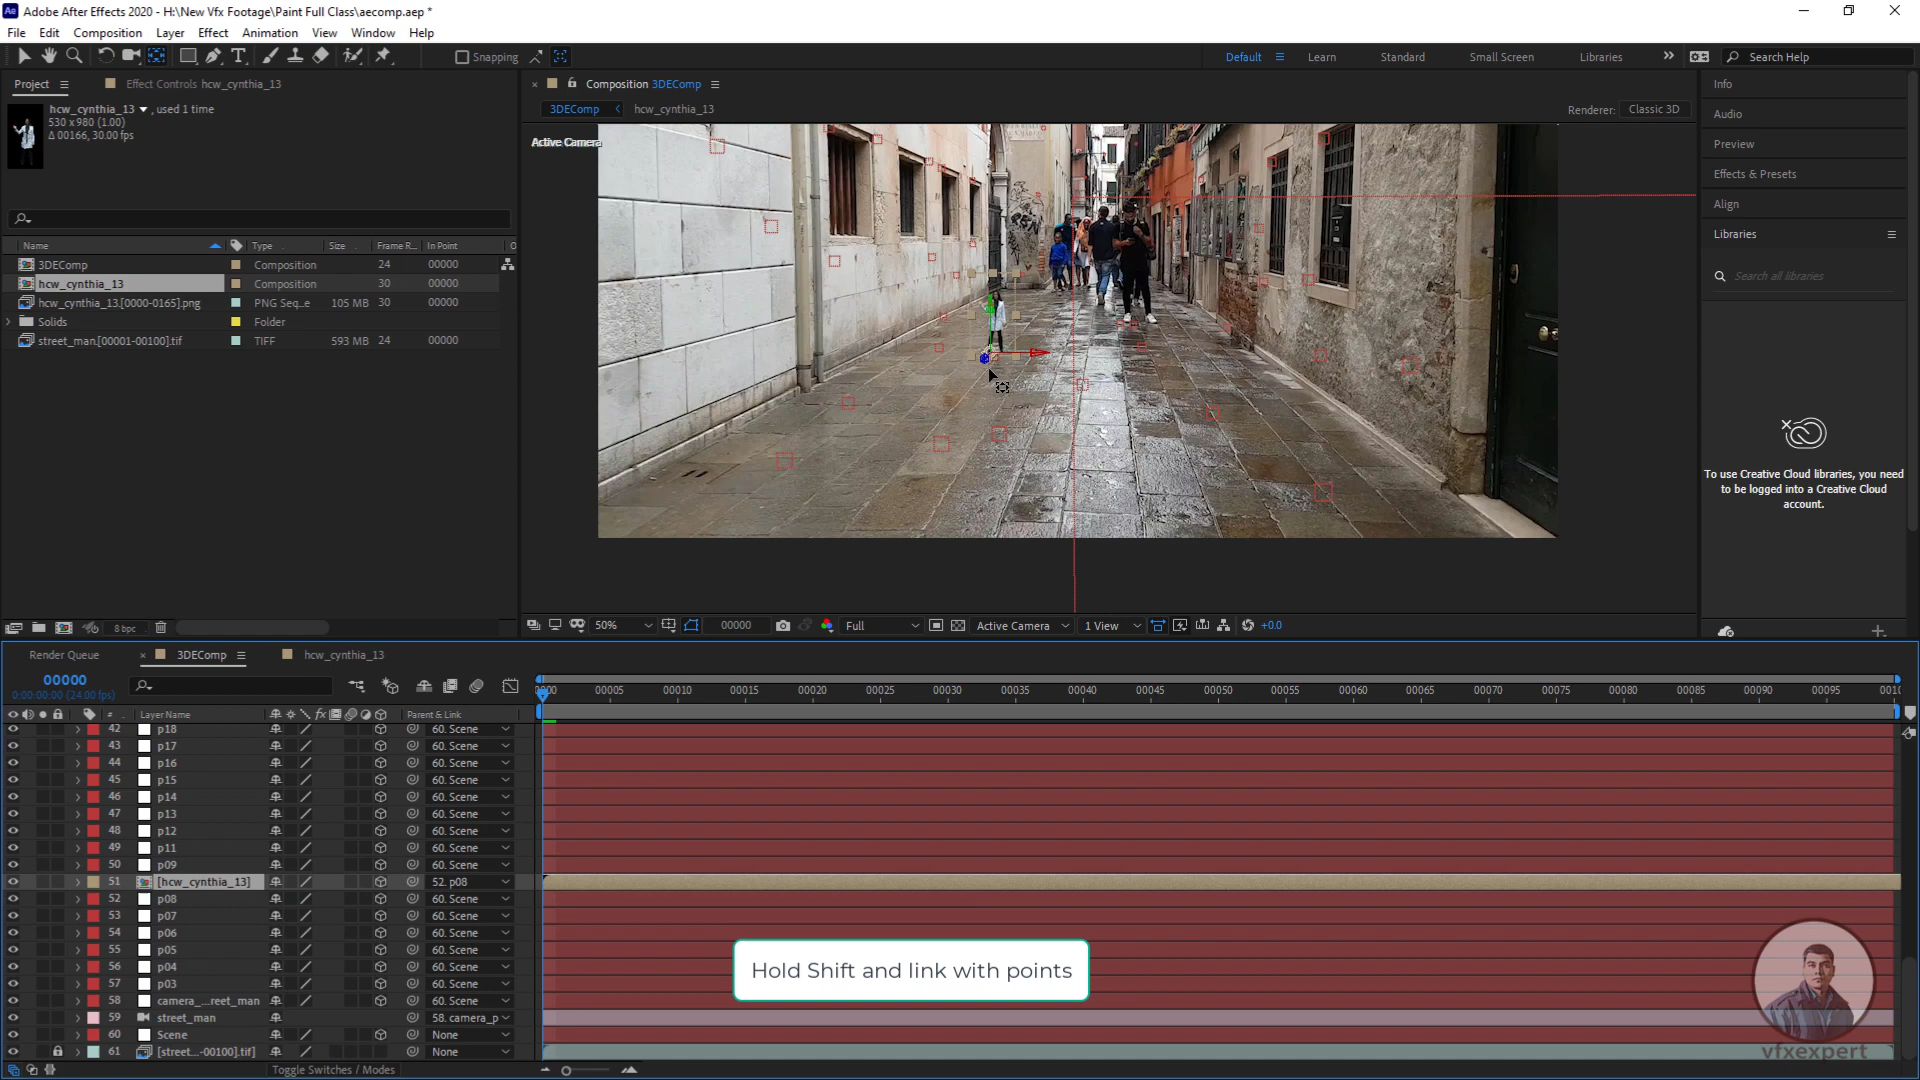 Adobe After Effects 2020 - H:\New Vfx Footage\Paint Full Class\aecomp.aep *
File Edit Composition Layer Effect Animation View Window Help
Snapping
Default Learn Standard Small Screen Libraries Search Help
Project Effect Controls hcw_cynthia_13
hcw_cynthia_13 , used 1 time
530 x 980 (1.00)
Δ 00166, 30.00 fps
Name Type Size Frame R... In Point
3DEComp Composition 24 00000
hcw_cynthia_13 Composition 30 00000
hcw_cynthia_13.[0000-0165].png PNG Seq...e 105 MB 30 00000
Solids Folder
street_man.[00001-00100].tif TIFF 593 MB 24 00000
8 bpc
Composition 3DEComp
3DEComp hcw_cynthia_13
Renderer: Classic 3D
Active Camera
50% 00000 Full Active Camera 1 View +0.0
Info
Audio
Preview
Effects & Presets
Align
Libraries
Search all libraries
To use Creative Cloud libraries, you need
to be logged into a Creative Cloud
account.
Render Queue 3DEComp hcw_cynthia_13
00000
0:00:00:00 (24.00 fps)
00005 00010 00015 00020 00025 00030 00035 00040 00045 00050 00055 00060 00065 00070 00075 00080 00085 00090 00095
# Layer Name fx Parent & Link
42 p18 60. Scene
43 p17 60. Scene
44 p16 60. Scene
45 p15 60. Scene
46 p14 60. Scene
47 p13 60. Scene
48 p12 60. Scene
49 p11 60. Scene
50 p09 60. Scene
51 [hcw_cynthia_13] 52. p08
52 p08 60. Scene
53 p07 60. Scene
54 p06 60. Scene
55 p05 60. Scene
56 p04 60. Scene
57 p03 60. Scene
58 camera_...reet_man 60. Scene
59 street_man 58. camera_p
60 Scene None
61 [street...-00100].tif None
Toggle Switches / Modes
Hold Shift and link with points
vfxexpert